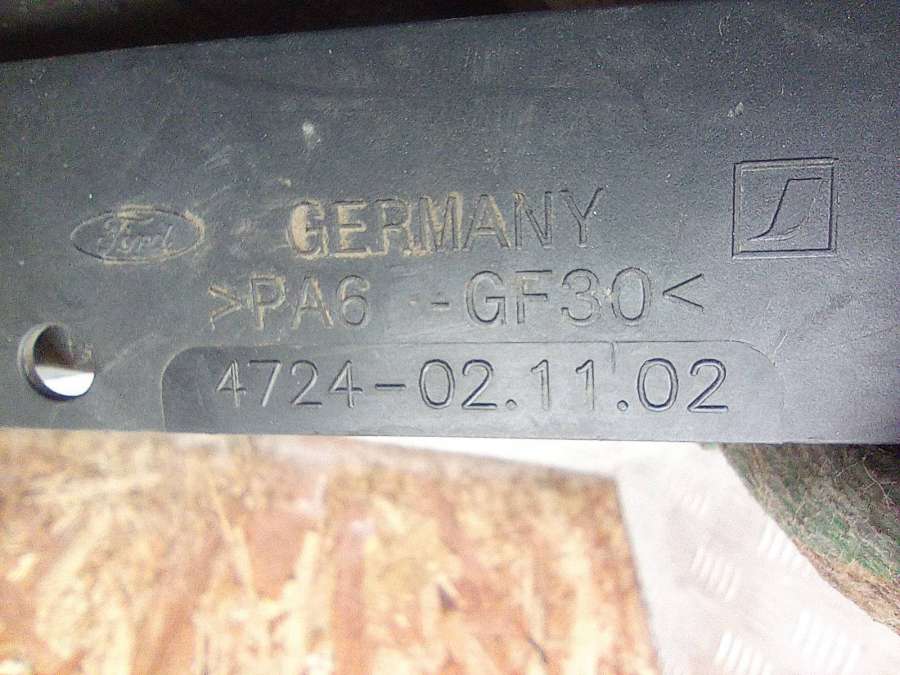 Ford GERMANY
>PA6 -GF30<
4724-02.11.02